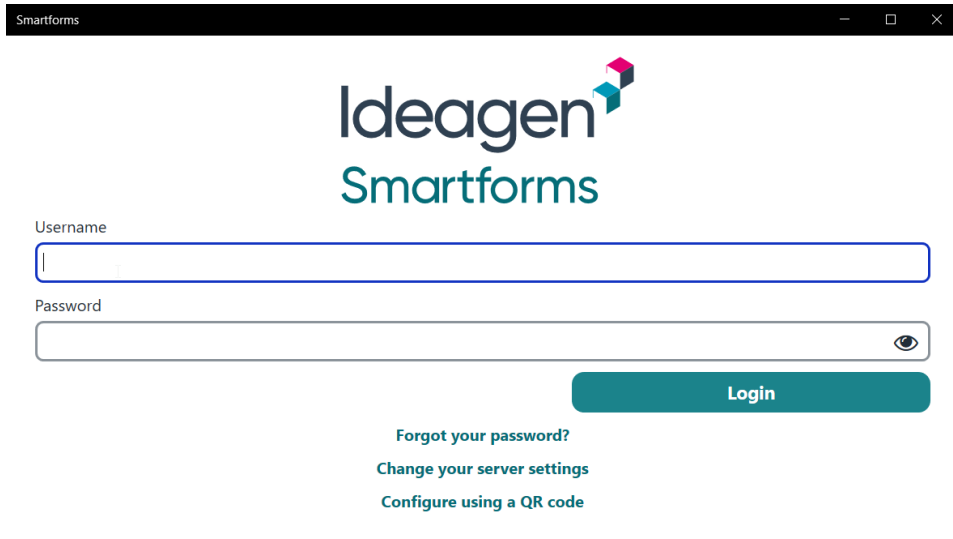 Smartforms
Ideagen
Smartforms
Username
Password
Login
Forgot your password?
Change your server settings
Configure using a QR code